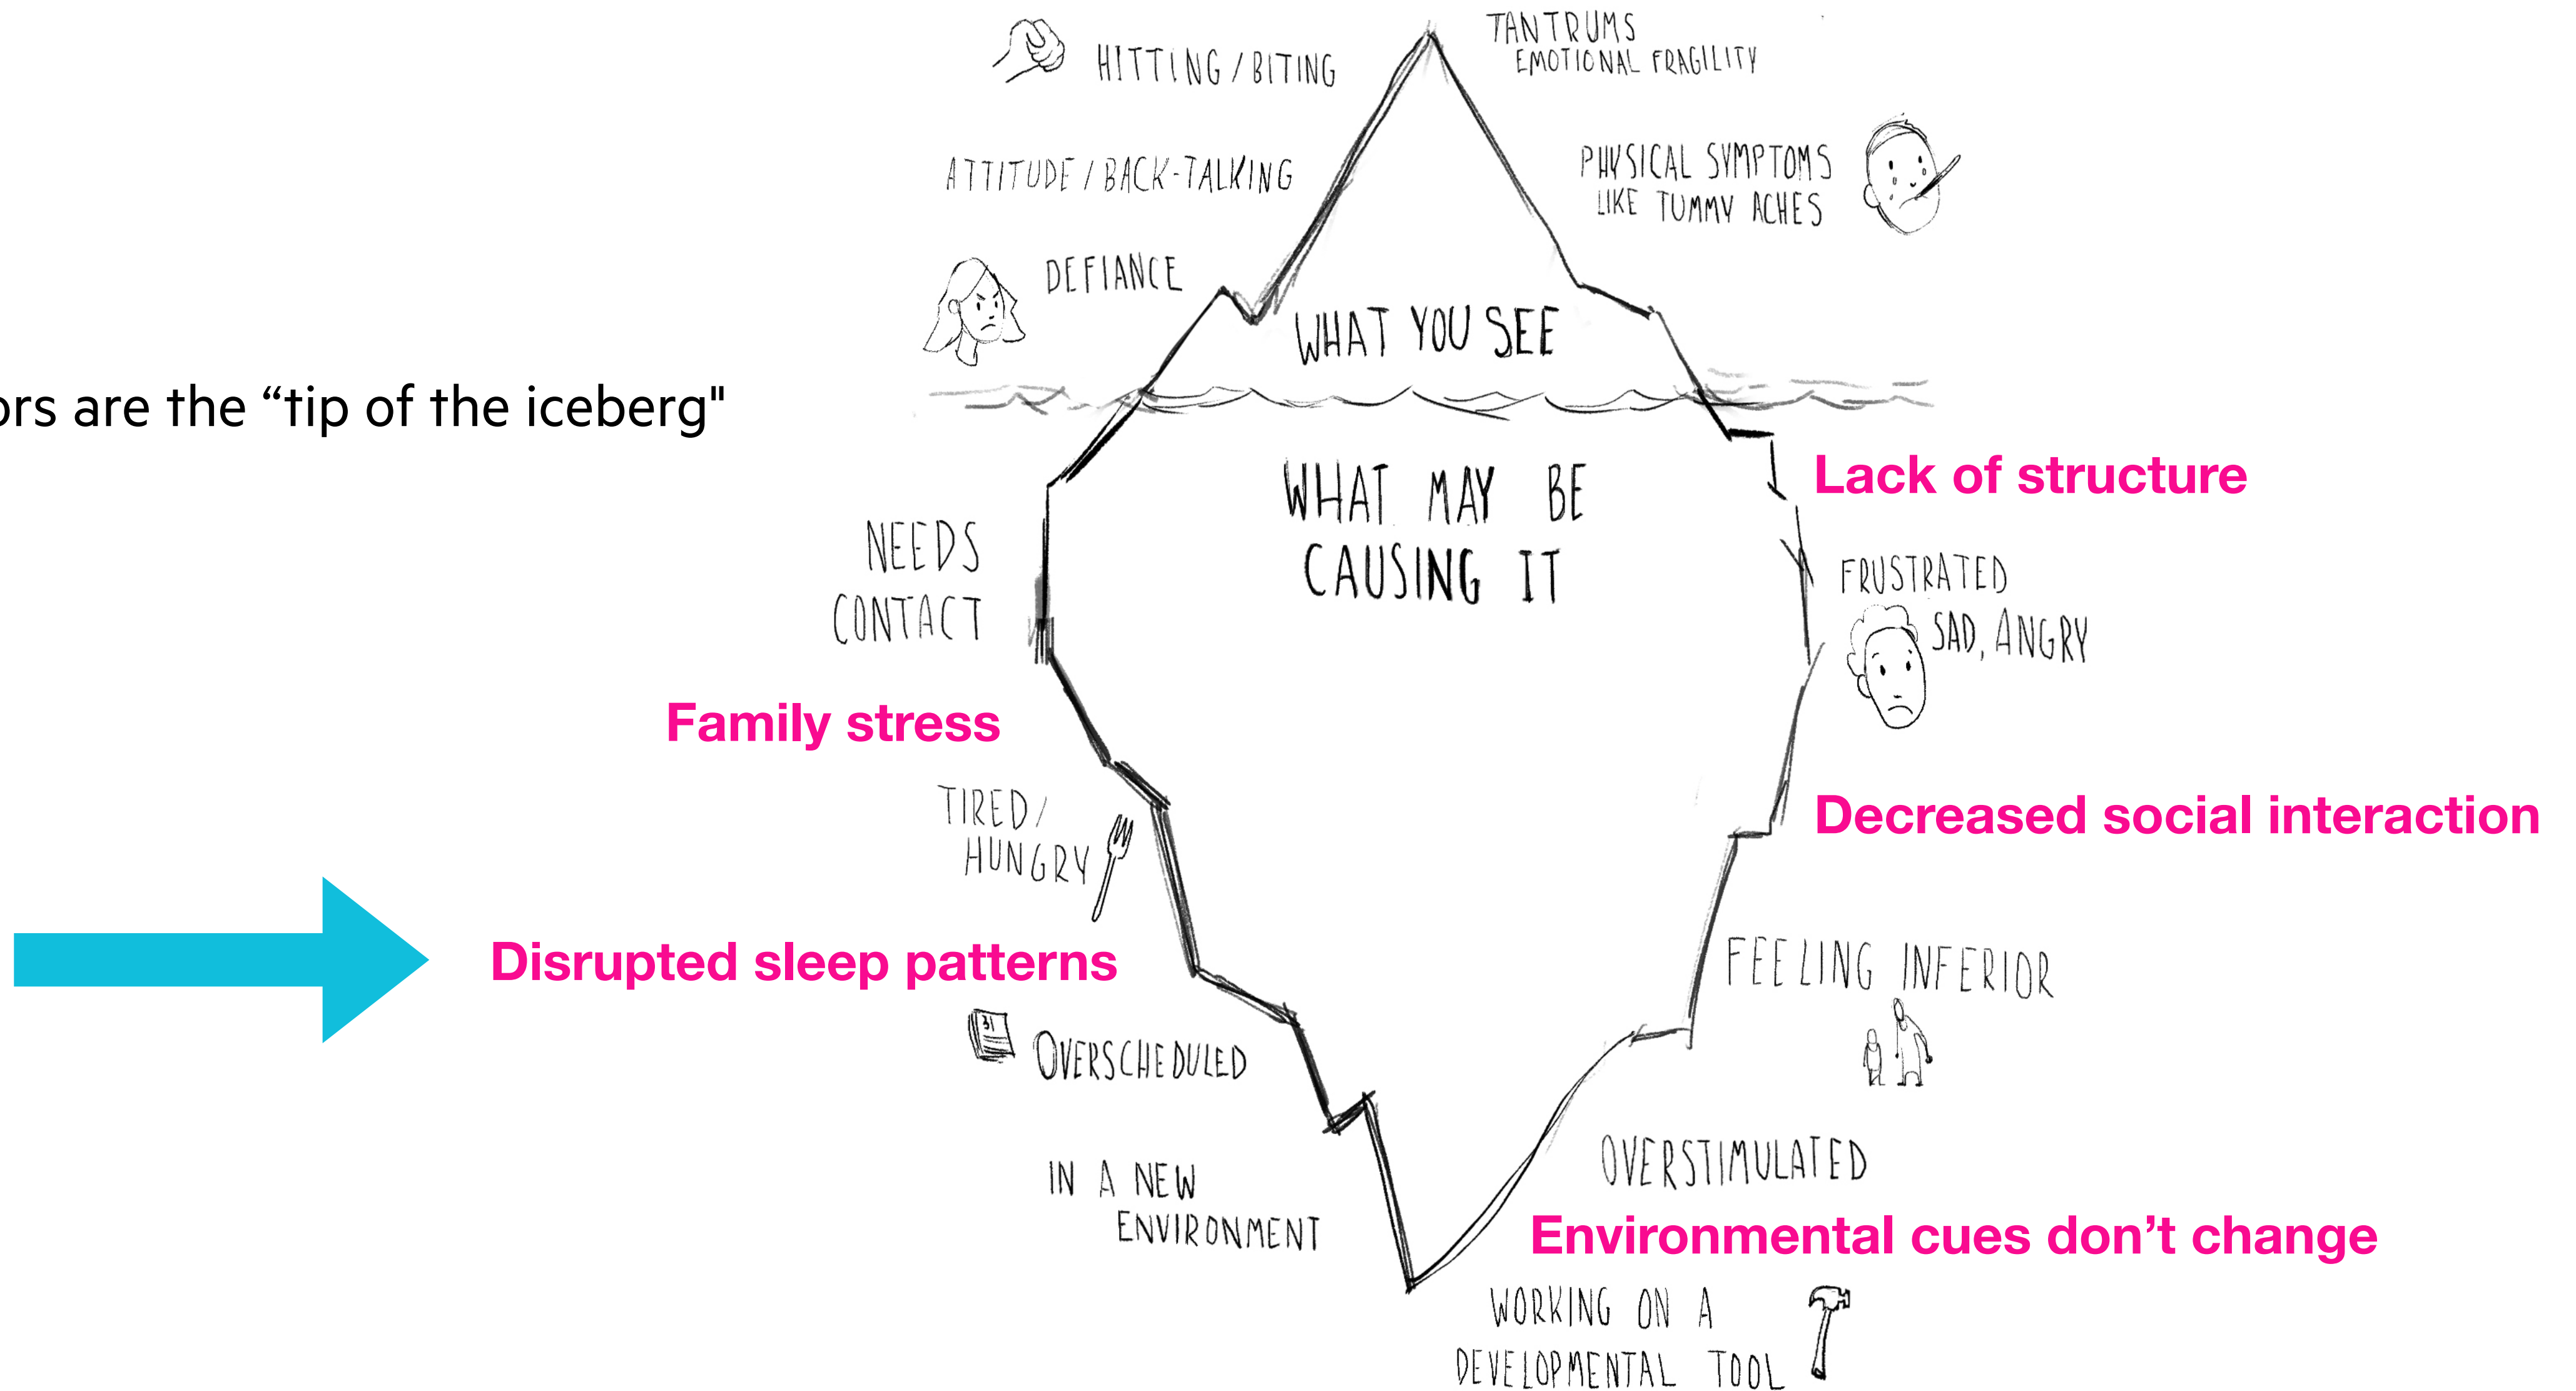 HITTING / BITING
TANTRUMS
EMOTIONAL FRAGILITY
ATTITUDE / BACK-TALKING
PHYSICAL SYMPTOMS
LIKE TUMMY ACHES
DEFIANCE
WHAT YOU SEE
ors are the “tip of the iceberg"
WHAT MAY BE
CAUSING IT
Lack of structure
NEEDS
CONTACT
FRUSTRATED
SAD, ANGRY
Family stress
TIRED/
HUNGRY
Decreased social interaction
Disrupted sleep patterns
FEELING INFERIOR
31
OVERSCHEDULED
OVERSTIMULATED
IN A NEW
ENVIRONMENT
Environmental cues don’t change
WORKING ON A
DEVELOPMENTAL TOOL